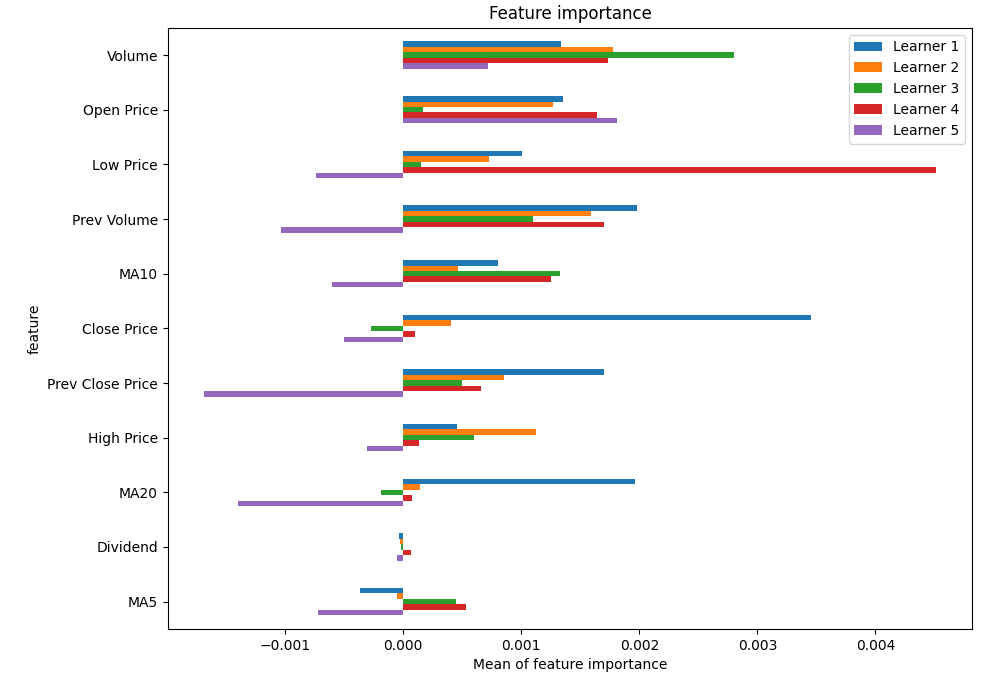 Feature importance
Volume
Open Price
Low Price
Prev Volume
MA10
Close Price
Prev Close Price
High Price
MA20
Dividend
MA5
feature
Learner 1
Learner 2
Learner 3
Learner 4
Learner 5
−0.001 0.000 0.001 0.002 0.003 0.004
Mean of feature importance